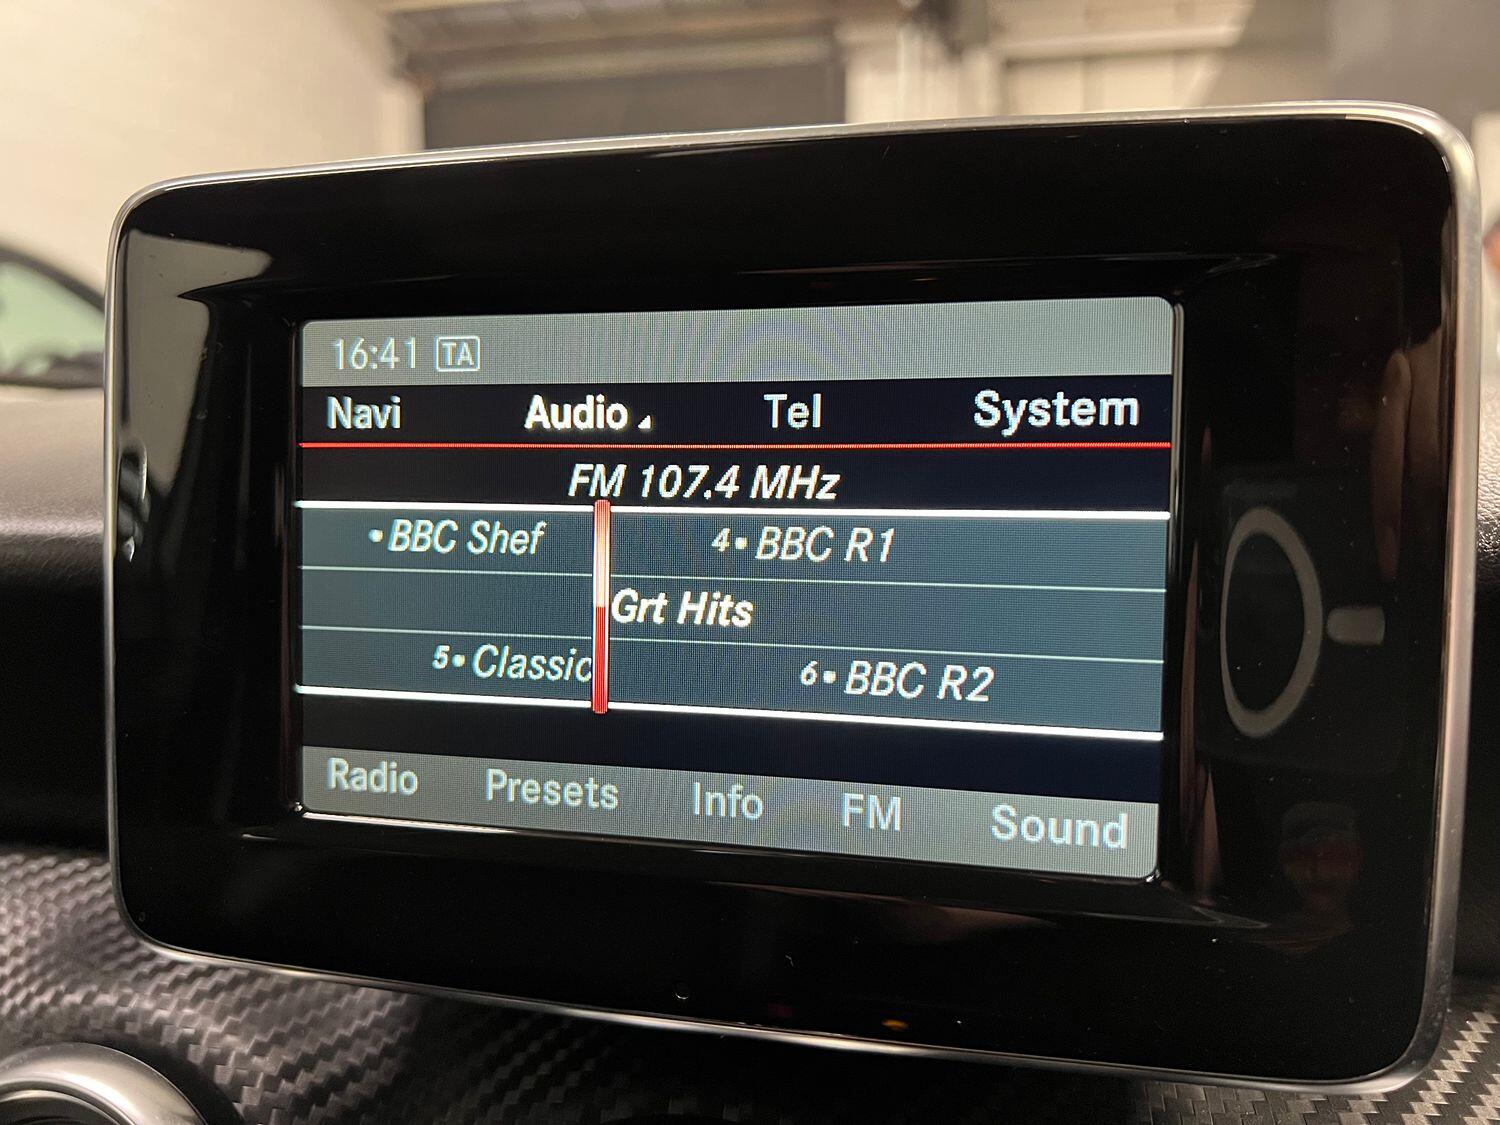 16:41 TA
Navi Audio Tel System
FM 107.4 MHz
•BBC Shef 4•BBC R1
Grt Hits
5•Classic 6•BBC R2
Radio Presets Info FM Sound